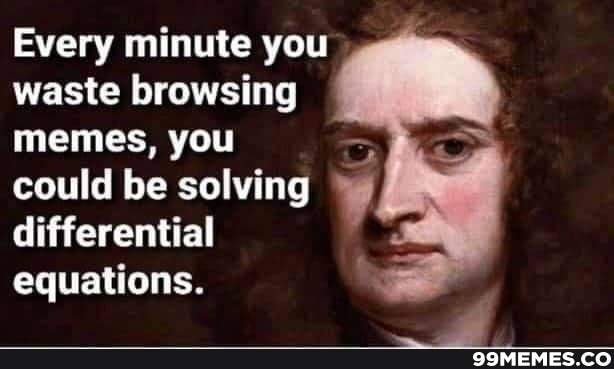 Every minute you
waste browsing
memes, you
could be solving
differential
equations.
99MEMES.CO